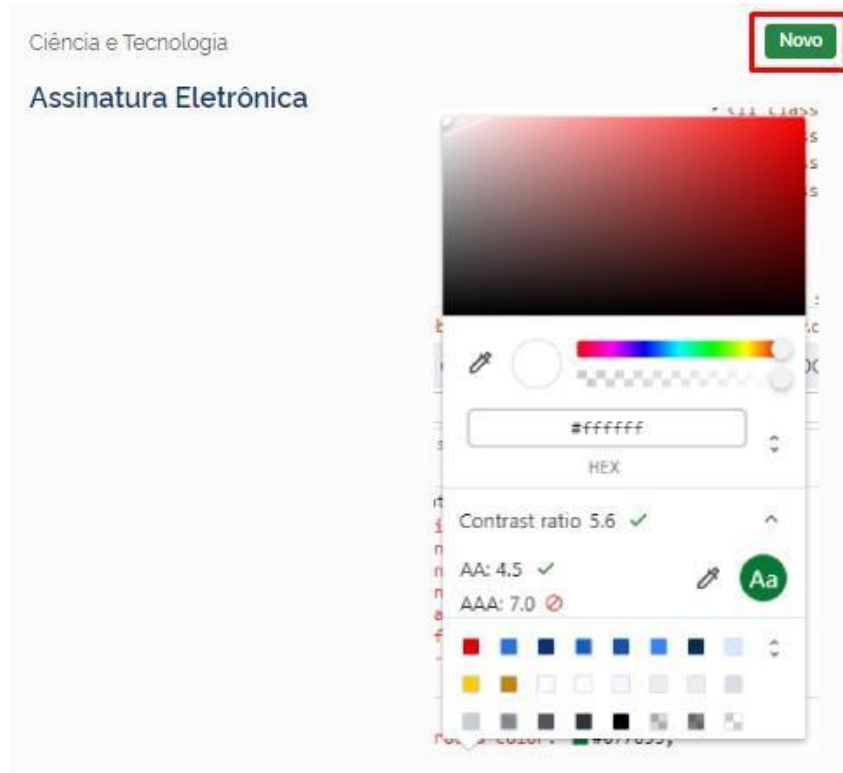 Ciência e Tecnologia
Novo
Assinatura Eletrônica
#ffffff
HEX
Contrast ratio 5.6
AA: 4.5
Aa
AAA: 7.0